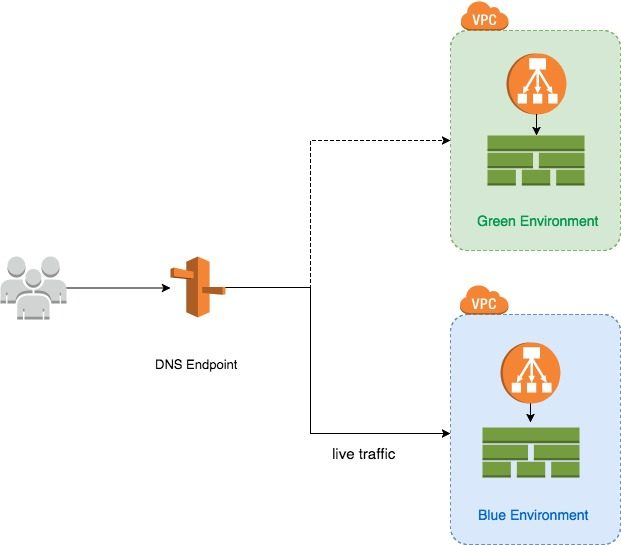 VPC
Green Environment
DNS Endpoint
VPC
live traffic
Blue Environment